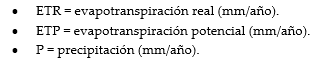 • ETR = evapotranspiración real (mm/año).
• ETP = evapotranspiración potencial (mm/año).
• P = precipitación (mm/año).